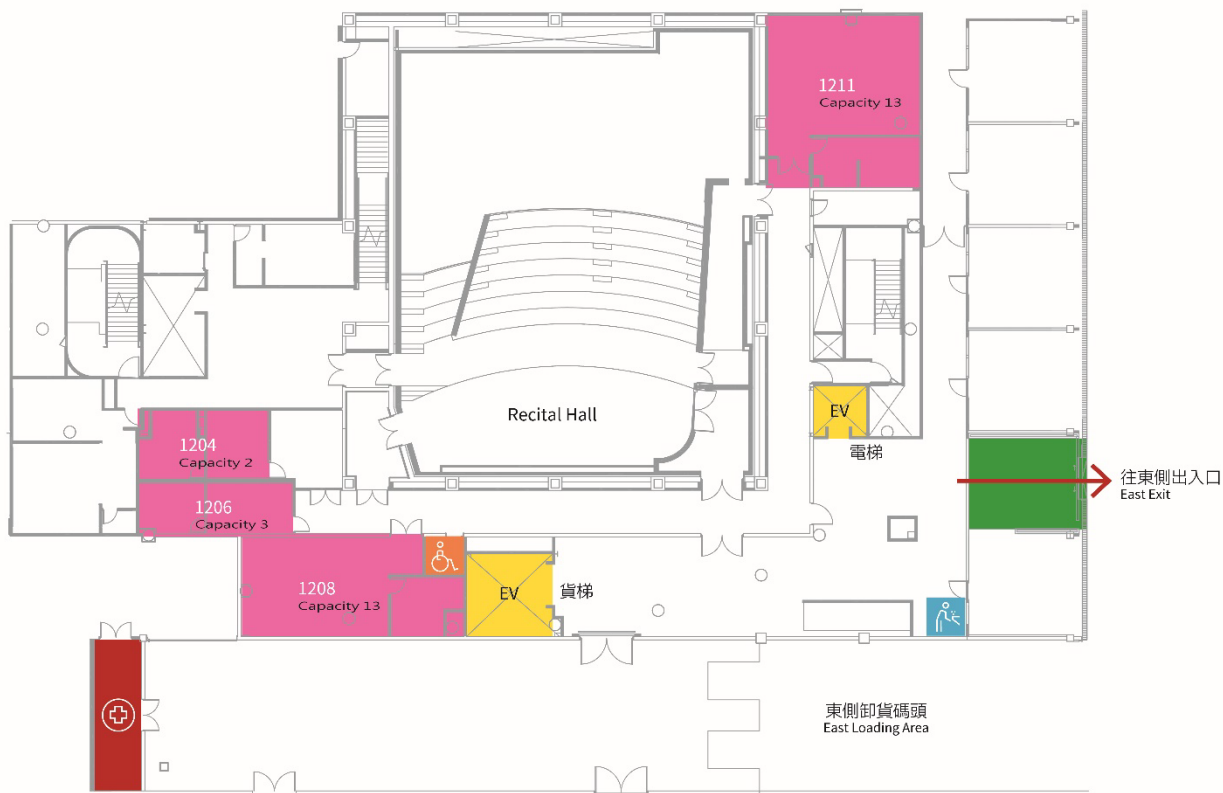 1211
Capacity 13
Recital Hall
EV
電梯
1204
Capacity 2
往東側出入口
East Exit
1206
Capacity 3
1208
Capacity 13
EV
貨梯
東側卸貨碼頭
East Loading Area